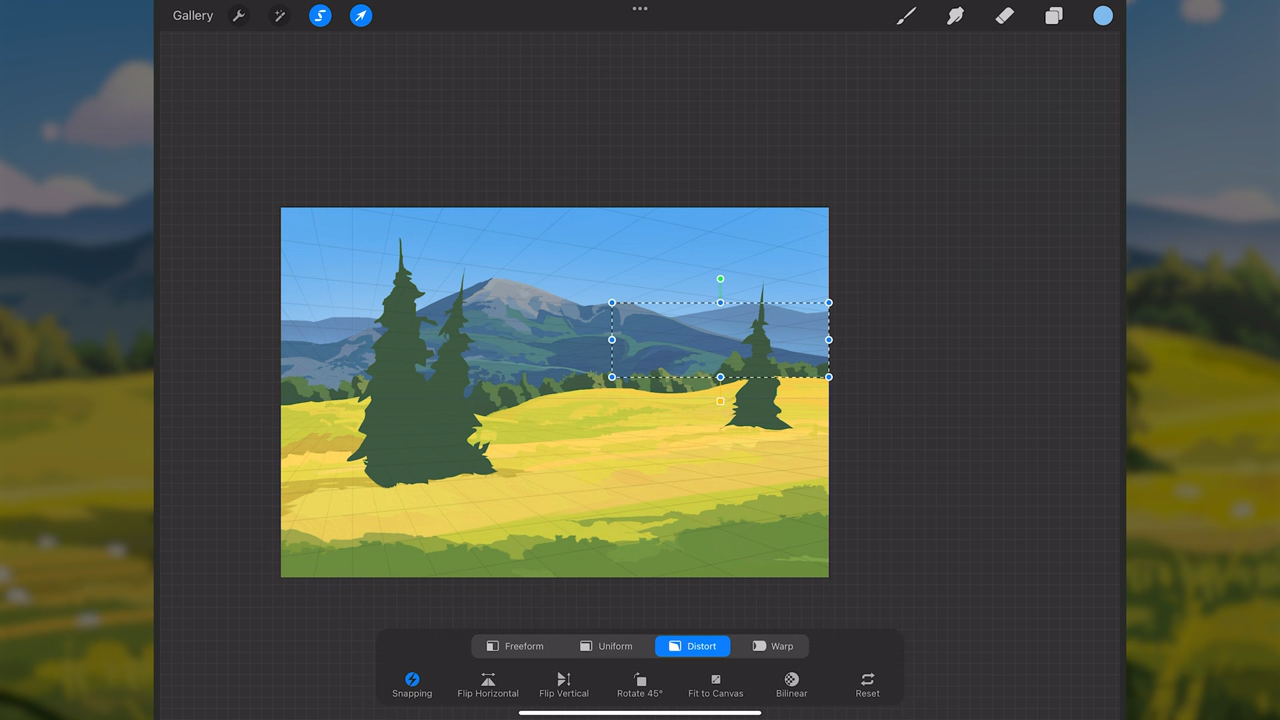 Gallery
Freeform Uniform Distort Warp
Snapping Flip Horizontal Flip Vertical Rotate 45° Fit to Canvas Bilinear Reset